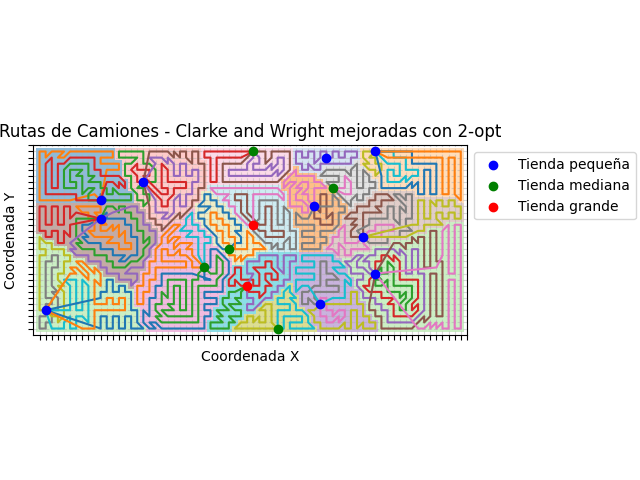 Rutas de Camiones - Clarke and Wright mejoradas con 2-opt
Coordenada Y
Coordenada X
Tienda pequeña
Tienda mediana
Tienda grande